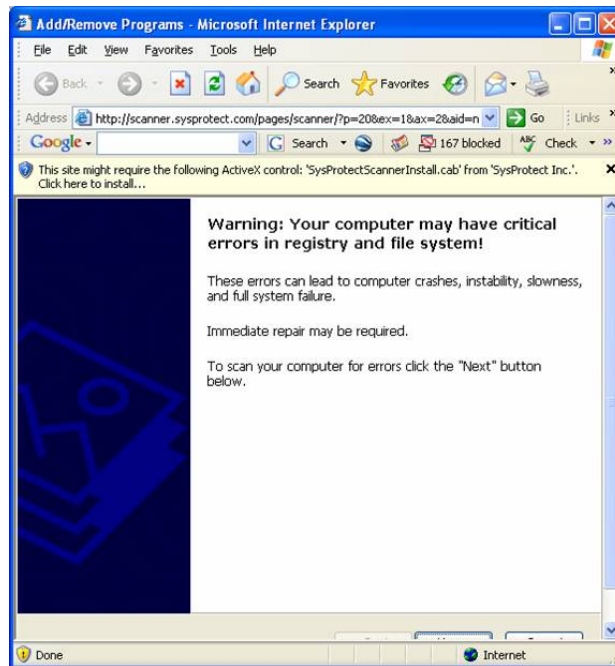 Add/Remove Programs - Microsoft Internet Explorer
File Edit View Favorites Tools Help
Back Search Favorites »
Address http://scanner.sysprotect.com/pages/scanner/?p=20&ex=1&ax=2&aid=n Go Links »
Google Search 167 blocked ABC Check »
This site might require the following ActiveX control: 'SysProtectScannerInstall.cab' from 'SysProtect Inc.'.
Click here to install...
Warning: Your computer may have critical
errors in registry and file system!
These errors can lead to computer crashes, instability, slowness,
and full system failure.
Immediate repair may be required.
To scan your computer for errors click the "Next" button
below.
Done Internet